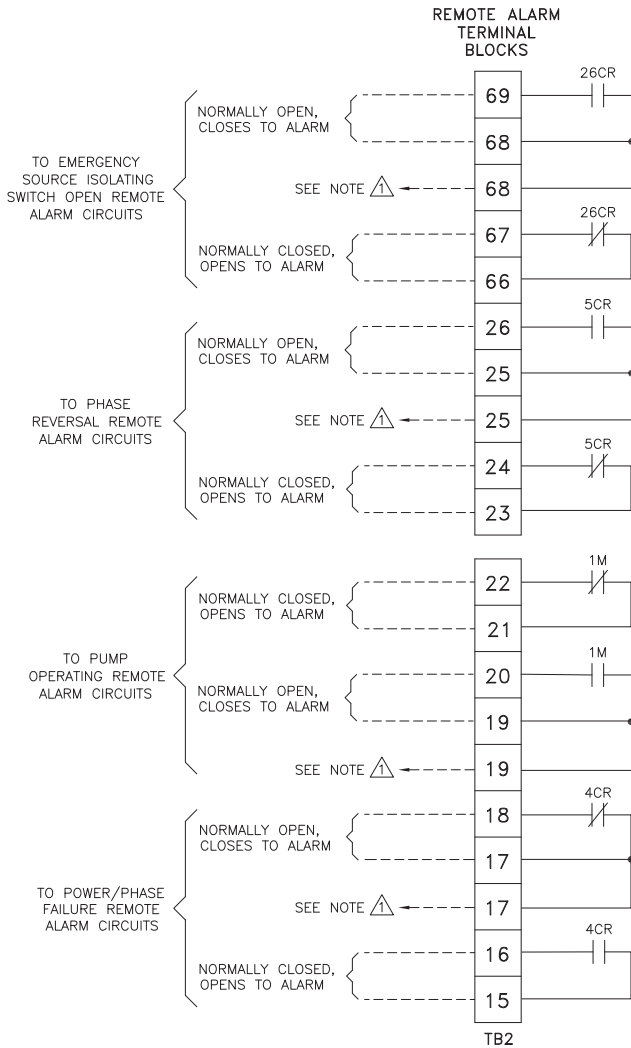 REMOTE ALARM
TERMINAL
BLOCKS
TO EMERGENCY
SOURCE ISOLATING
SWITCH OPEN REMOTE
ALARM CIRCUITS
NORMALLY OPEN,
CLOSES TO ALARM
SEE NOTE 1
NORMALLY CLOSED,
OPENS TO ALARM
69
68
68
67
66
26CR
26CR
TO PHASE
REVERSAL REMOTE
ALARM CIRCUITS
NORMALLY OPEN,
CLOSES TO ALARM
SEE NOTE 1
NORMALLY CLOSED,
OPENS TO ALARM
26
25
25
24
23
5CR
5CR
TO PUMP
OPERATING REMOTE
ALARM CIRCUITS
NORMALLY CLOSED,
OPENS TO ALARM
NORMALLY OPEN,
CLOSES TO ALARM
SEE NOTE 1
22
21
20
19
19
1M
1M
TO POWER/PHASE
FAILURE REMOTE
ALARM CIRCUITS
NORMALLY OPEN,
CLOSES TO ALARM
SEE NOTE 1
NORMALLY CLOSED,
OPENS TO ALARM
18
17
17
16
15
4CR
4CR
TB2